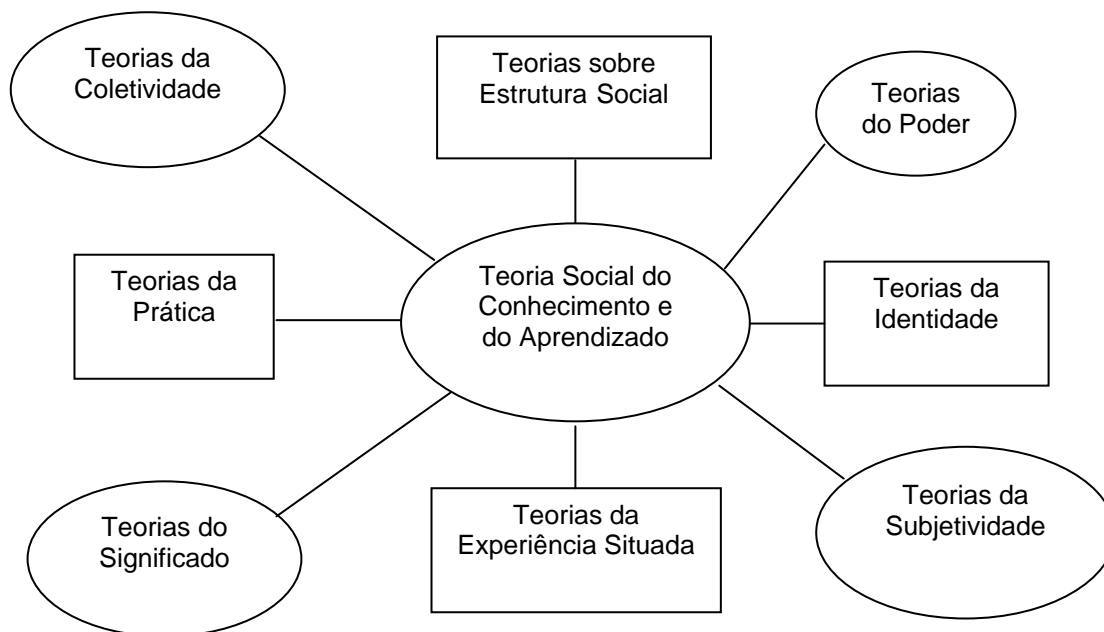 Teorias da
Coletividade
Teorias sobre
Estrutura Social
Teorias
do Poder
Teorias da
Prática
Teoria Social do
Conhecimento e
do Aprendizado
Teorias da
Identidade
Teorias do
Significado
Teorias da
Experiência Situada
Teorias da
Subjetividade